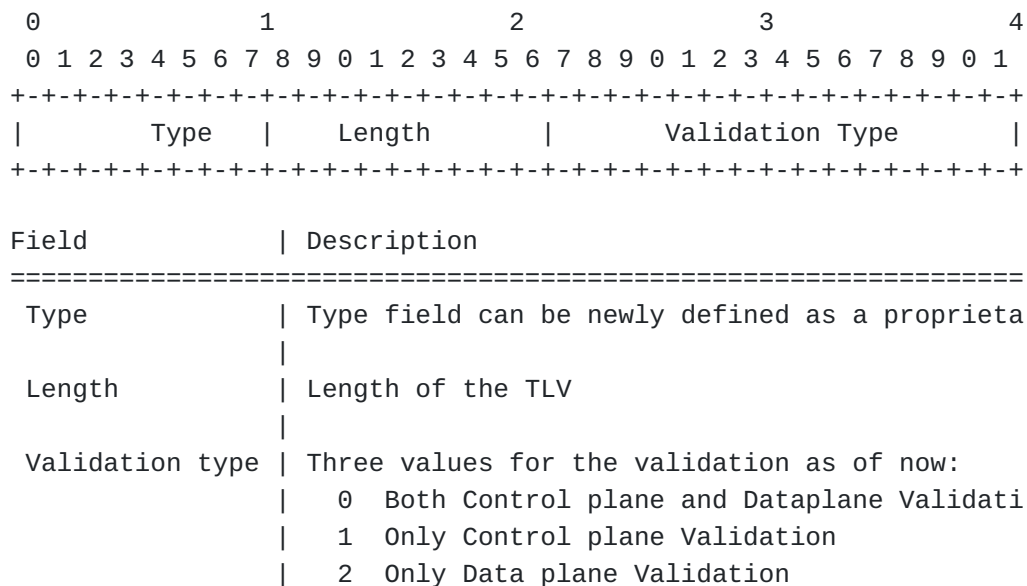 0                   1                   2                   3                   4
 0 1 2 3 4 5 6 7 8 9 0 1 2 3 4 5 6 7 8 9 0 1 2 3 4 5 6 7 8 9 0 1
+-+-+-+-+-+-+-+-+-+-+-+-+-+-+-+-+-+-+-+-+-+-+-+-+-+-+-+-+-+-+-+-+
|        Type   |    Length       |       Validation Type       |
+-+-+-+-+-+-+-+-+-+-+-+-+-+-+-+-+-+-+-+-+-+-+-+-+-+-+-+-+-+-+-+-+
Field            | Description
=================================================================
 Type            | Type field can be newly defined as a proprieta
                 |
 Length          | Length of the TLV
                 |
 Validation type | Three values for the validation as of now:
                 |   0  Both Control plane and Dataplane Validati
                 |   1  Only Control plane Validation
                 |   2  Only Data plane Validation